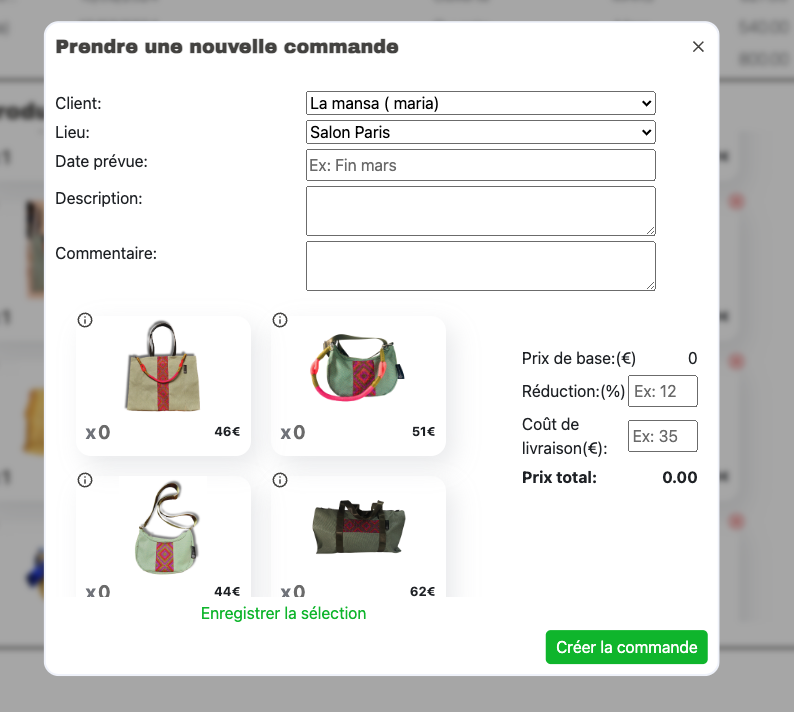 Prendre une nouvelle commande
Client:
La mansa ( maria)
Lieu:
Salon Paris
Date prévue:
Ex: Fin mars
Description:
Commentaire:
x0
46€
x0
51€
x0
44€
x0
62€
Prix de base:(€)
0
Réduction:(%)
Ex: 12
Coût de
livraison(€):
Ex: 35
Prix total:
0.00
Enregistrer la sélection
Créer la commande